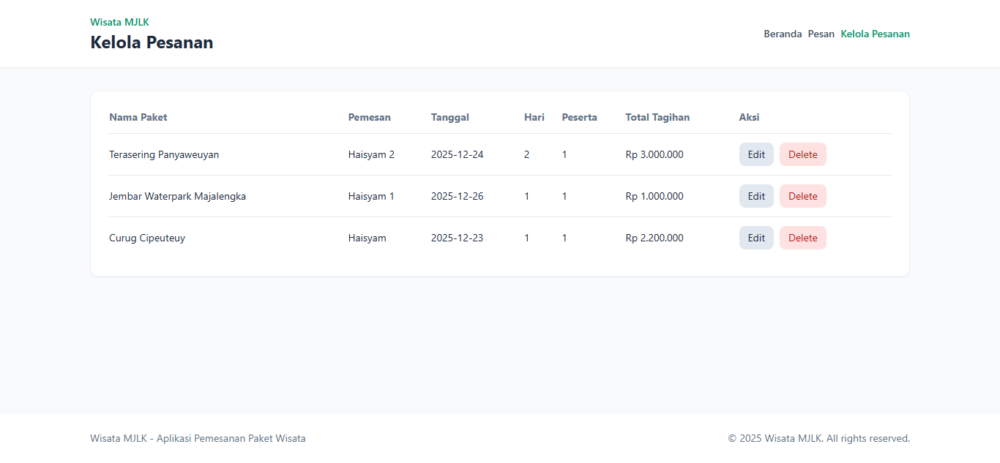 Wisata MJLK
Kelola Pesanan
Beranda Pesan Kelola Pesanan
Nama Paket Pemesan Tanggal Hari Peserta Total Tagihan Aksi
Terasering Panyaweuyan Haisyam 2 2025-12-24 2 1 Rp 3.000.000 Edit Delete
Jembar Waterpark Majalengka Haisyam 1 2025-12-26 1 1 Rp 1.000.000 Edit Delete
Curug Cipeuteuy Haisyam 2025-12-23 1 1 Rp 2.200.000 Edit Delete
Wisata MJLK - Aplikasi Pemesanan Paket Wisata © 2025 Wisata MJLK. All rights reserved.